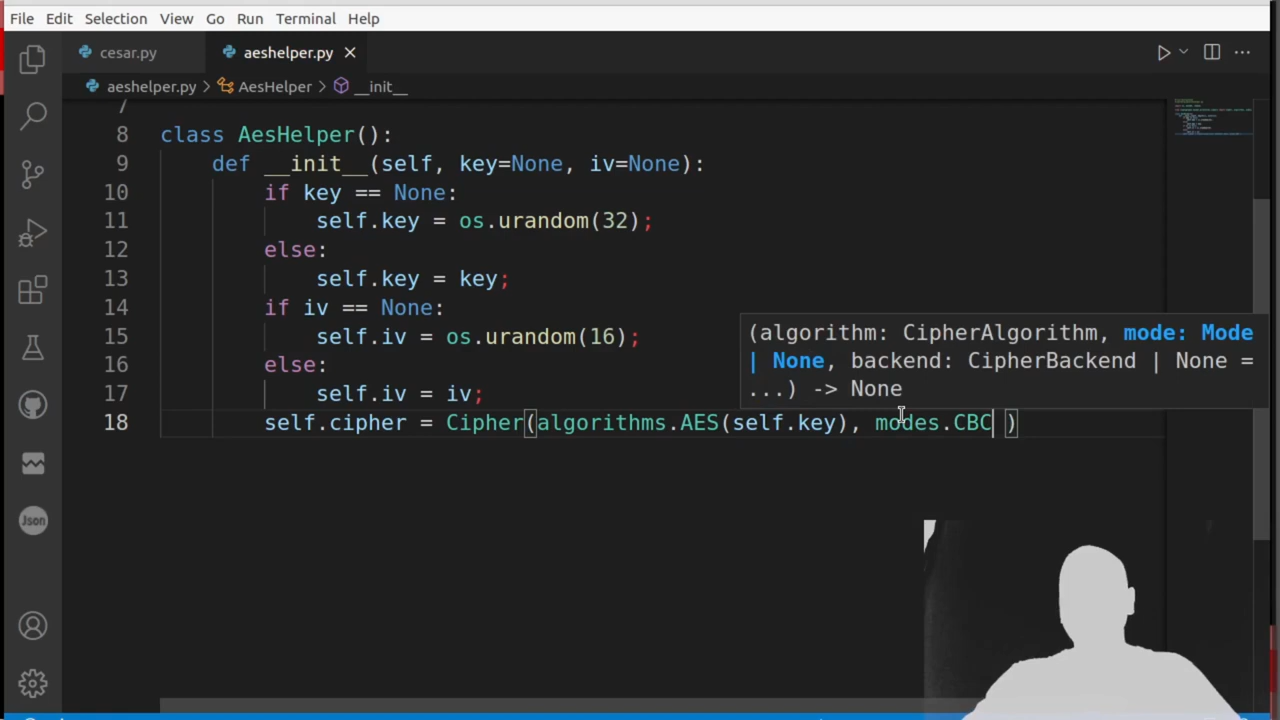 File Edit Selection View Go Run Terminal Help
cesar.py aeshelper.py
aeshelper.py > AesHelper > __init__
7
8 class AesHelper():
9 def __init__(self, key=None, iv=None):
10 if key == None:
11 self.key = os.urandom(32);
12 else:
13 self.key = key;
14 if iv == None:
15 self.iv = os.urandom(16);
16 else:
17 self.iv = iv;
(algorithm: CipherAlgorithm, mode: Mode
| None, backend: CipherBackend | None =
...) -> None
18 self.cipher = Cipher(algorithms.AES(self.key), modes.CBC )
Json